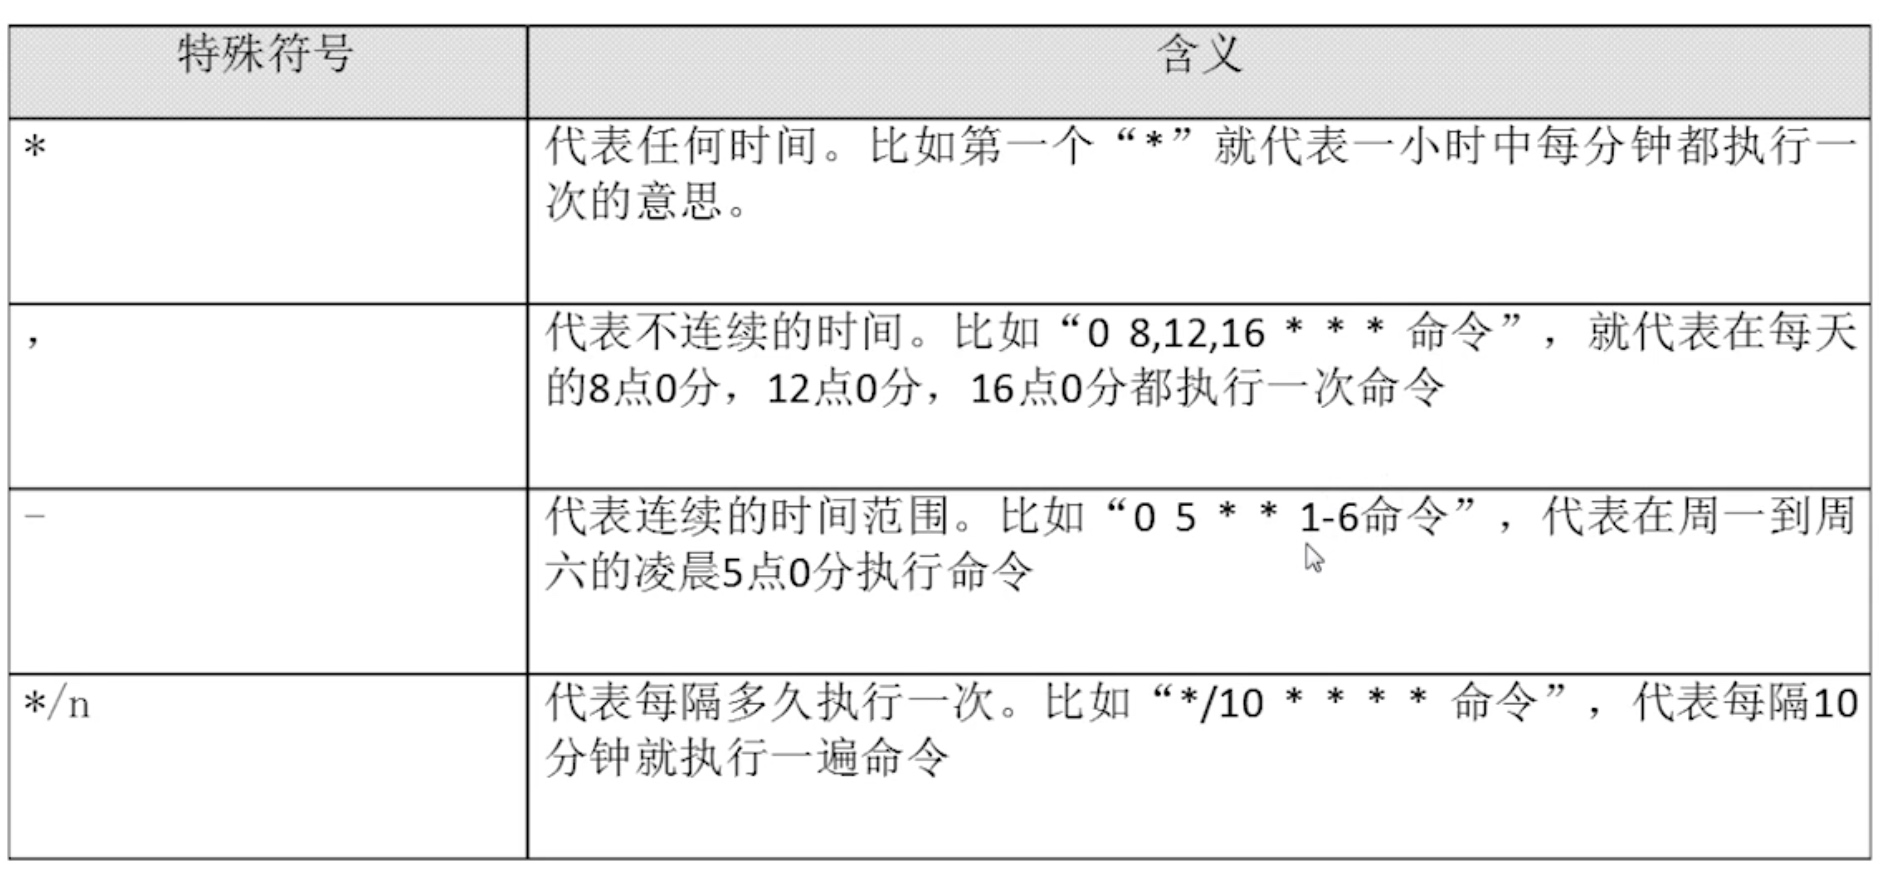 特殊符号 含义
* 代表任何时间。比如第一个“*”就代表一小时中每分钟都执行一
次的意思。
， 代表不连续的时间。比如“0 8,12,16 * * * 命令”，就代表在每天
的8点0分，12点0分，16点0分都执行一次命令
- 代表连续的时间范围。比如“0 5 * * 1-6命令”，代表在周一到周
六的凌晨5点0分执行命令
*/n 代表每隔多久执行一次。比如“*/10 * * * * 命令”，代表每隔10
分钟就执行一遍命令